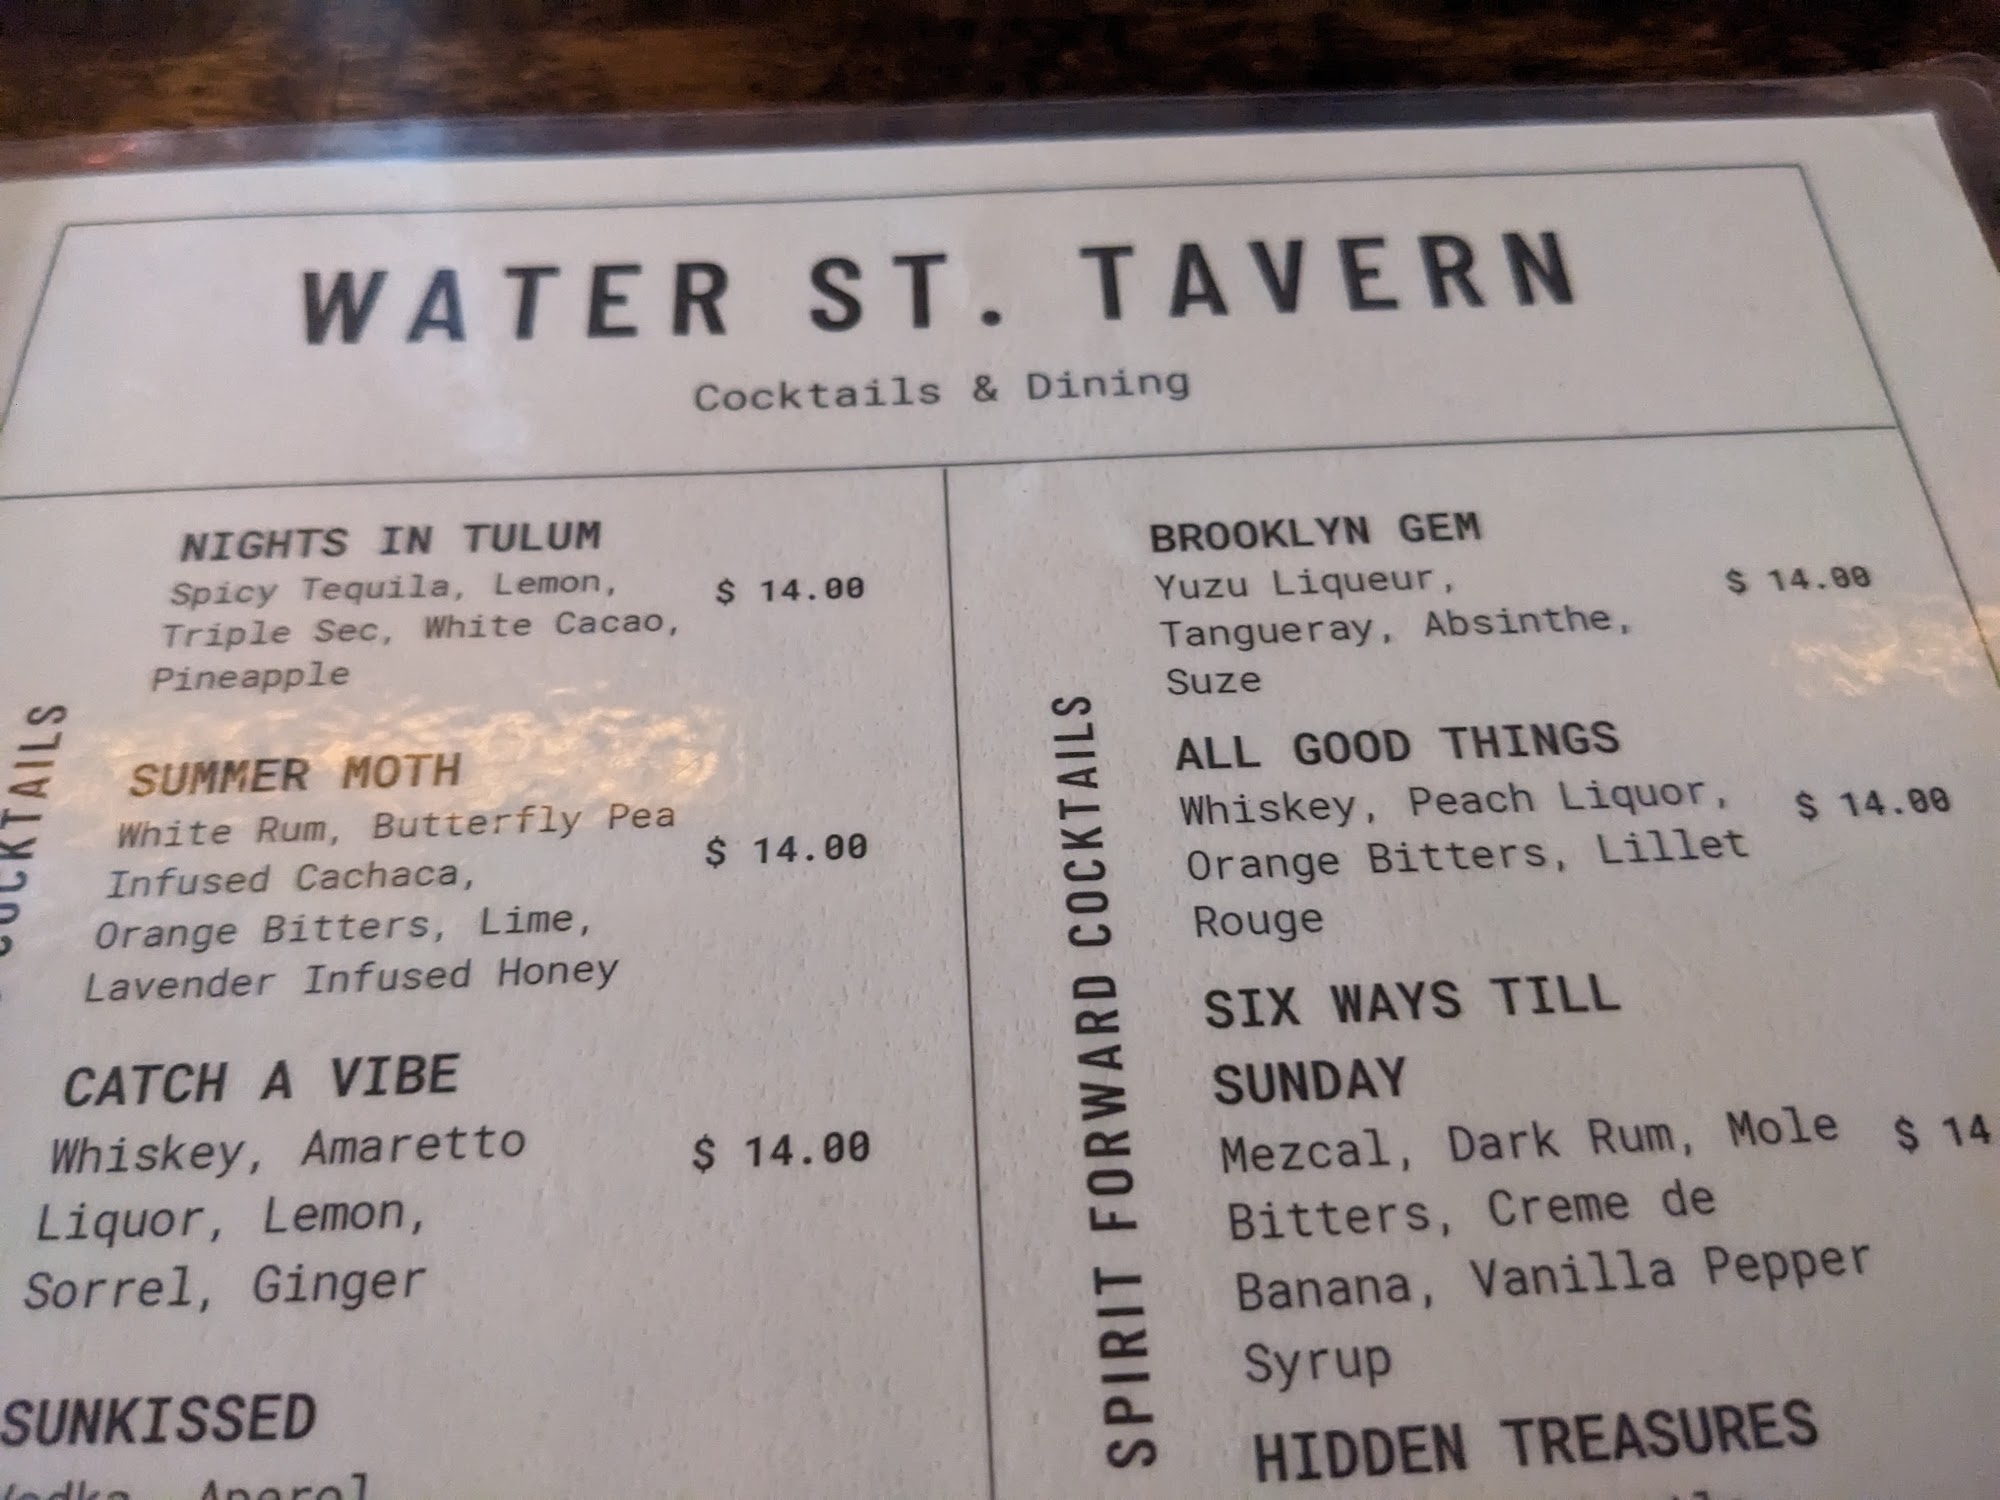 WATER ST. TAVERN
Cocktails & Dining
COCKTAILS
NIGHTS IN TULUM
Spicy Tequila, Lemon,
$ 14.00
Triple Sec, White Cacao,
Pineapple
SUMMER MOTH
White Rum, Butterfly Pea
$ 14.00
Infused Cachaca,
Orange Bitters, Lime,
Lavender Infused Honey
CATCH A VIBE
Whiskey, Amaretto
$ 14.00
Liquor, Lemon,
Sorrel, Ginger
SUNKISSED
Vodka, Aperol
SPIRIT FORWARD COCKTAILS
BROOKLYN GEM
Yuzu Liqueur,
$ 14.00
Tangueray, Absinthe,
Suze
ALL GOOD THINGS
Whiskey, Peach Liquor,
$ 14.00
Orange Bitters, Lillet
Rouge
SIX WAYS TILL
SUNDAY
Mezcal, Dark Rum, Mole
$ 14
Bitters, Creme de
Banana, Vanilla Pepper
Syrup
HIDDEN TREASURES